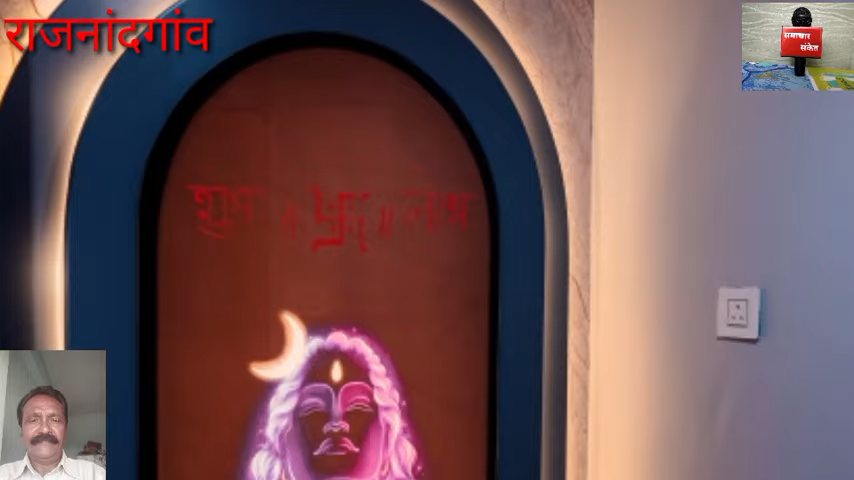 राजनांदगांव
समाचार
संकेत
शुभ लाभ